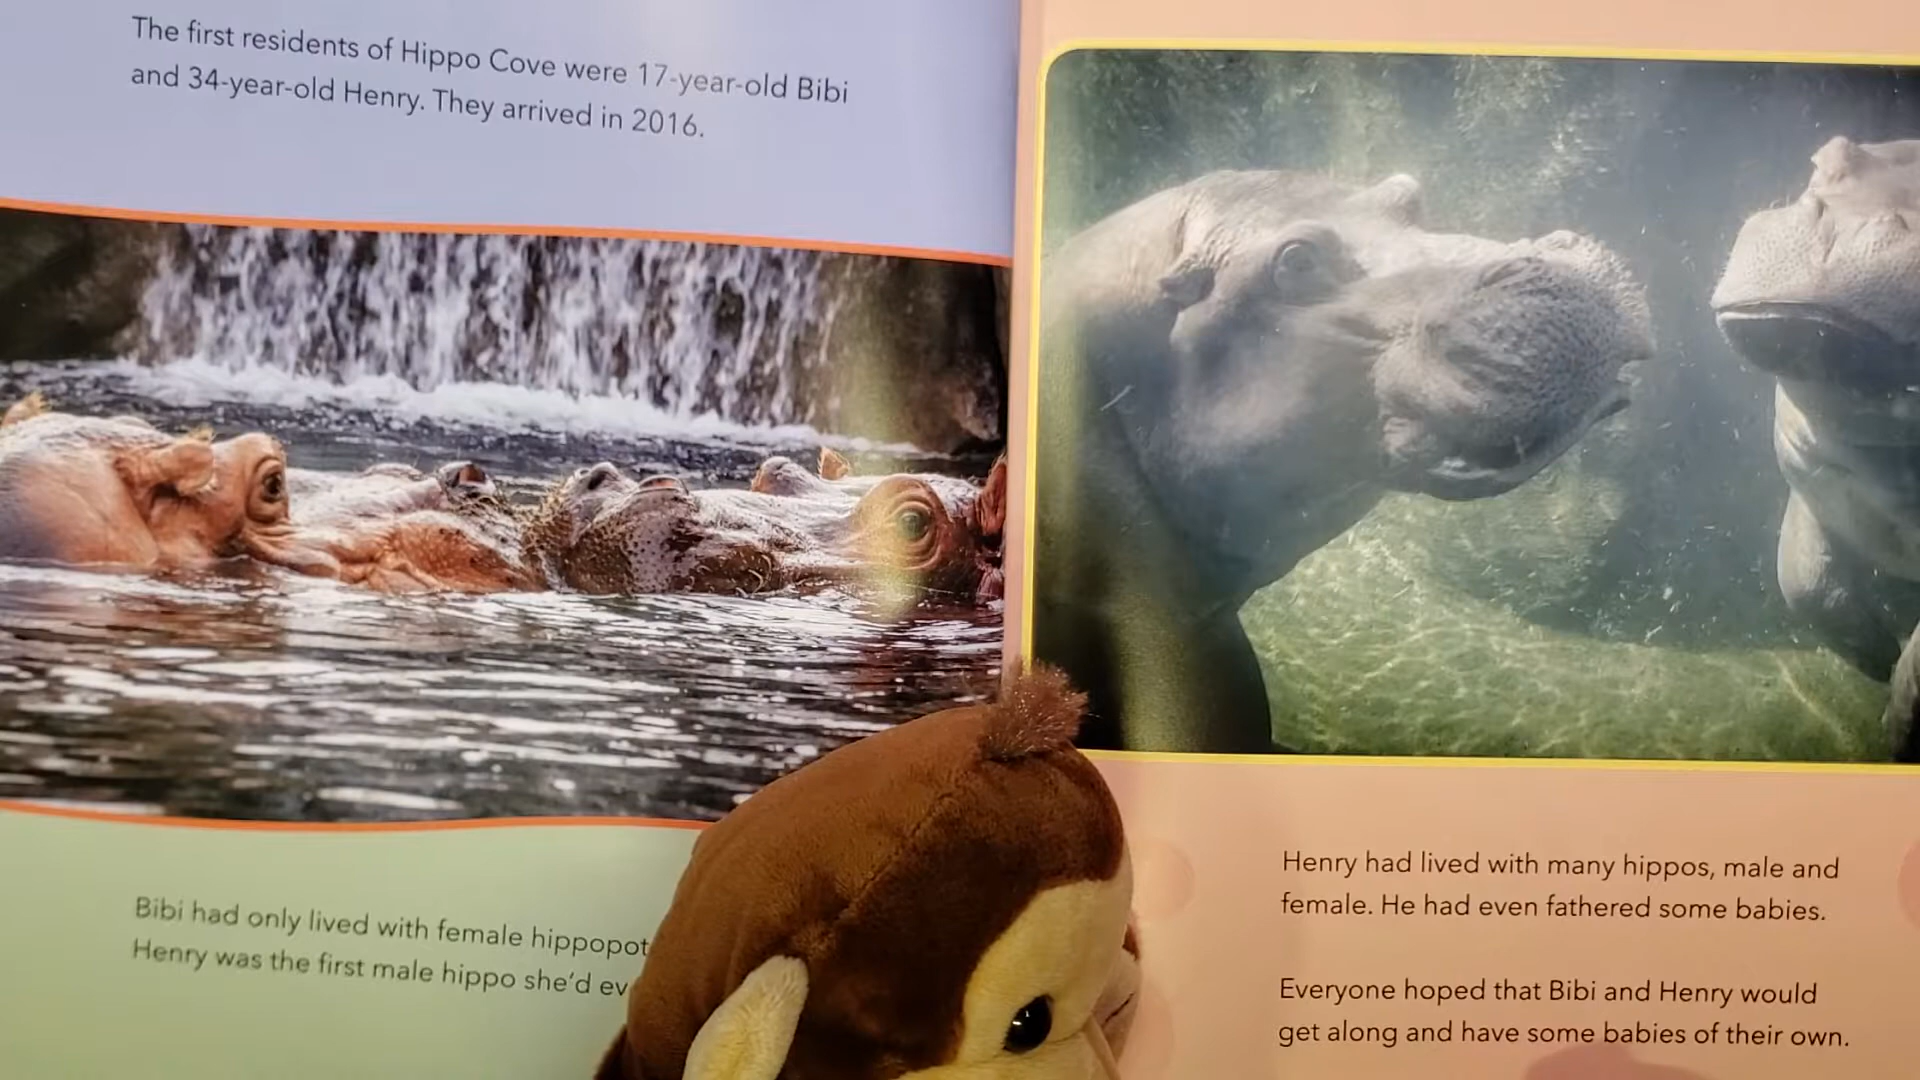 The first residents of Hippo Cove were 17-year-old Bibi
and 34-year-old Henry. They arrived in 2016.
Bibi had only lived with female hippopot
Henry was the first male hippo she'd ev
Henry had lived with many hippos, male and
female. He had even fathered some babies.
Everyone hoped that Bibi and Henry would
get along and have some babies of their own.